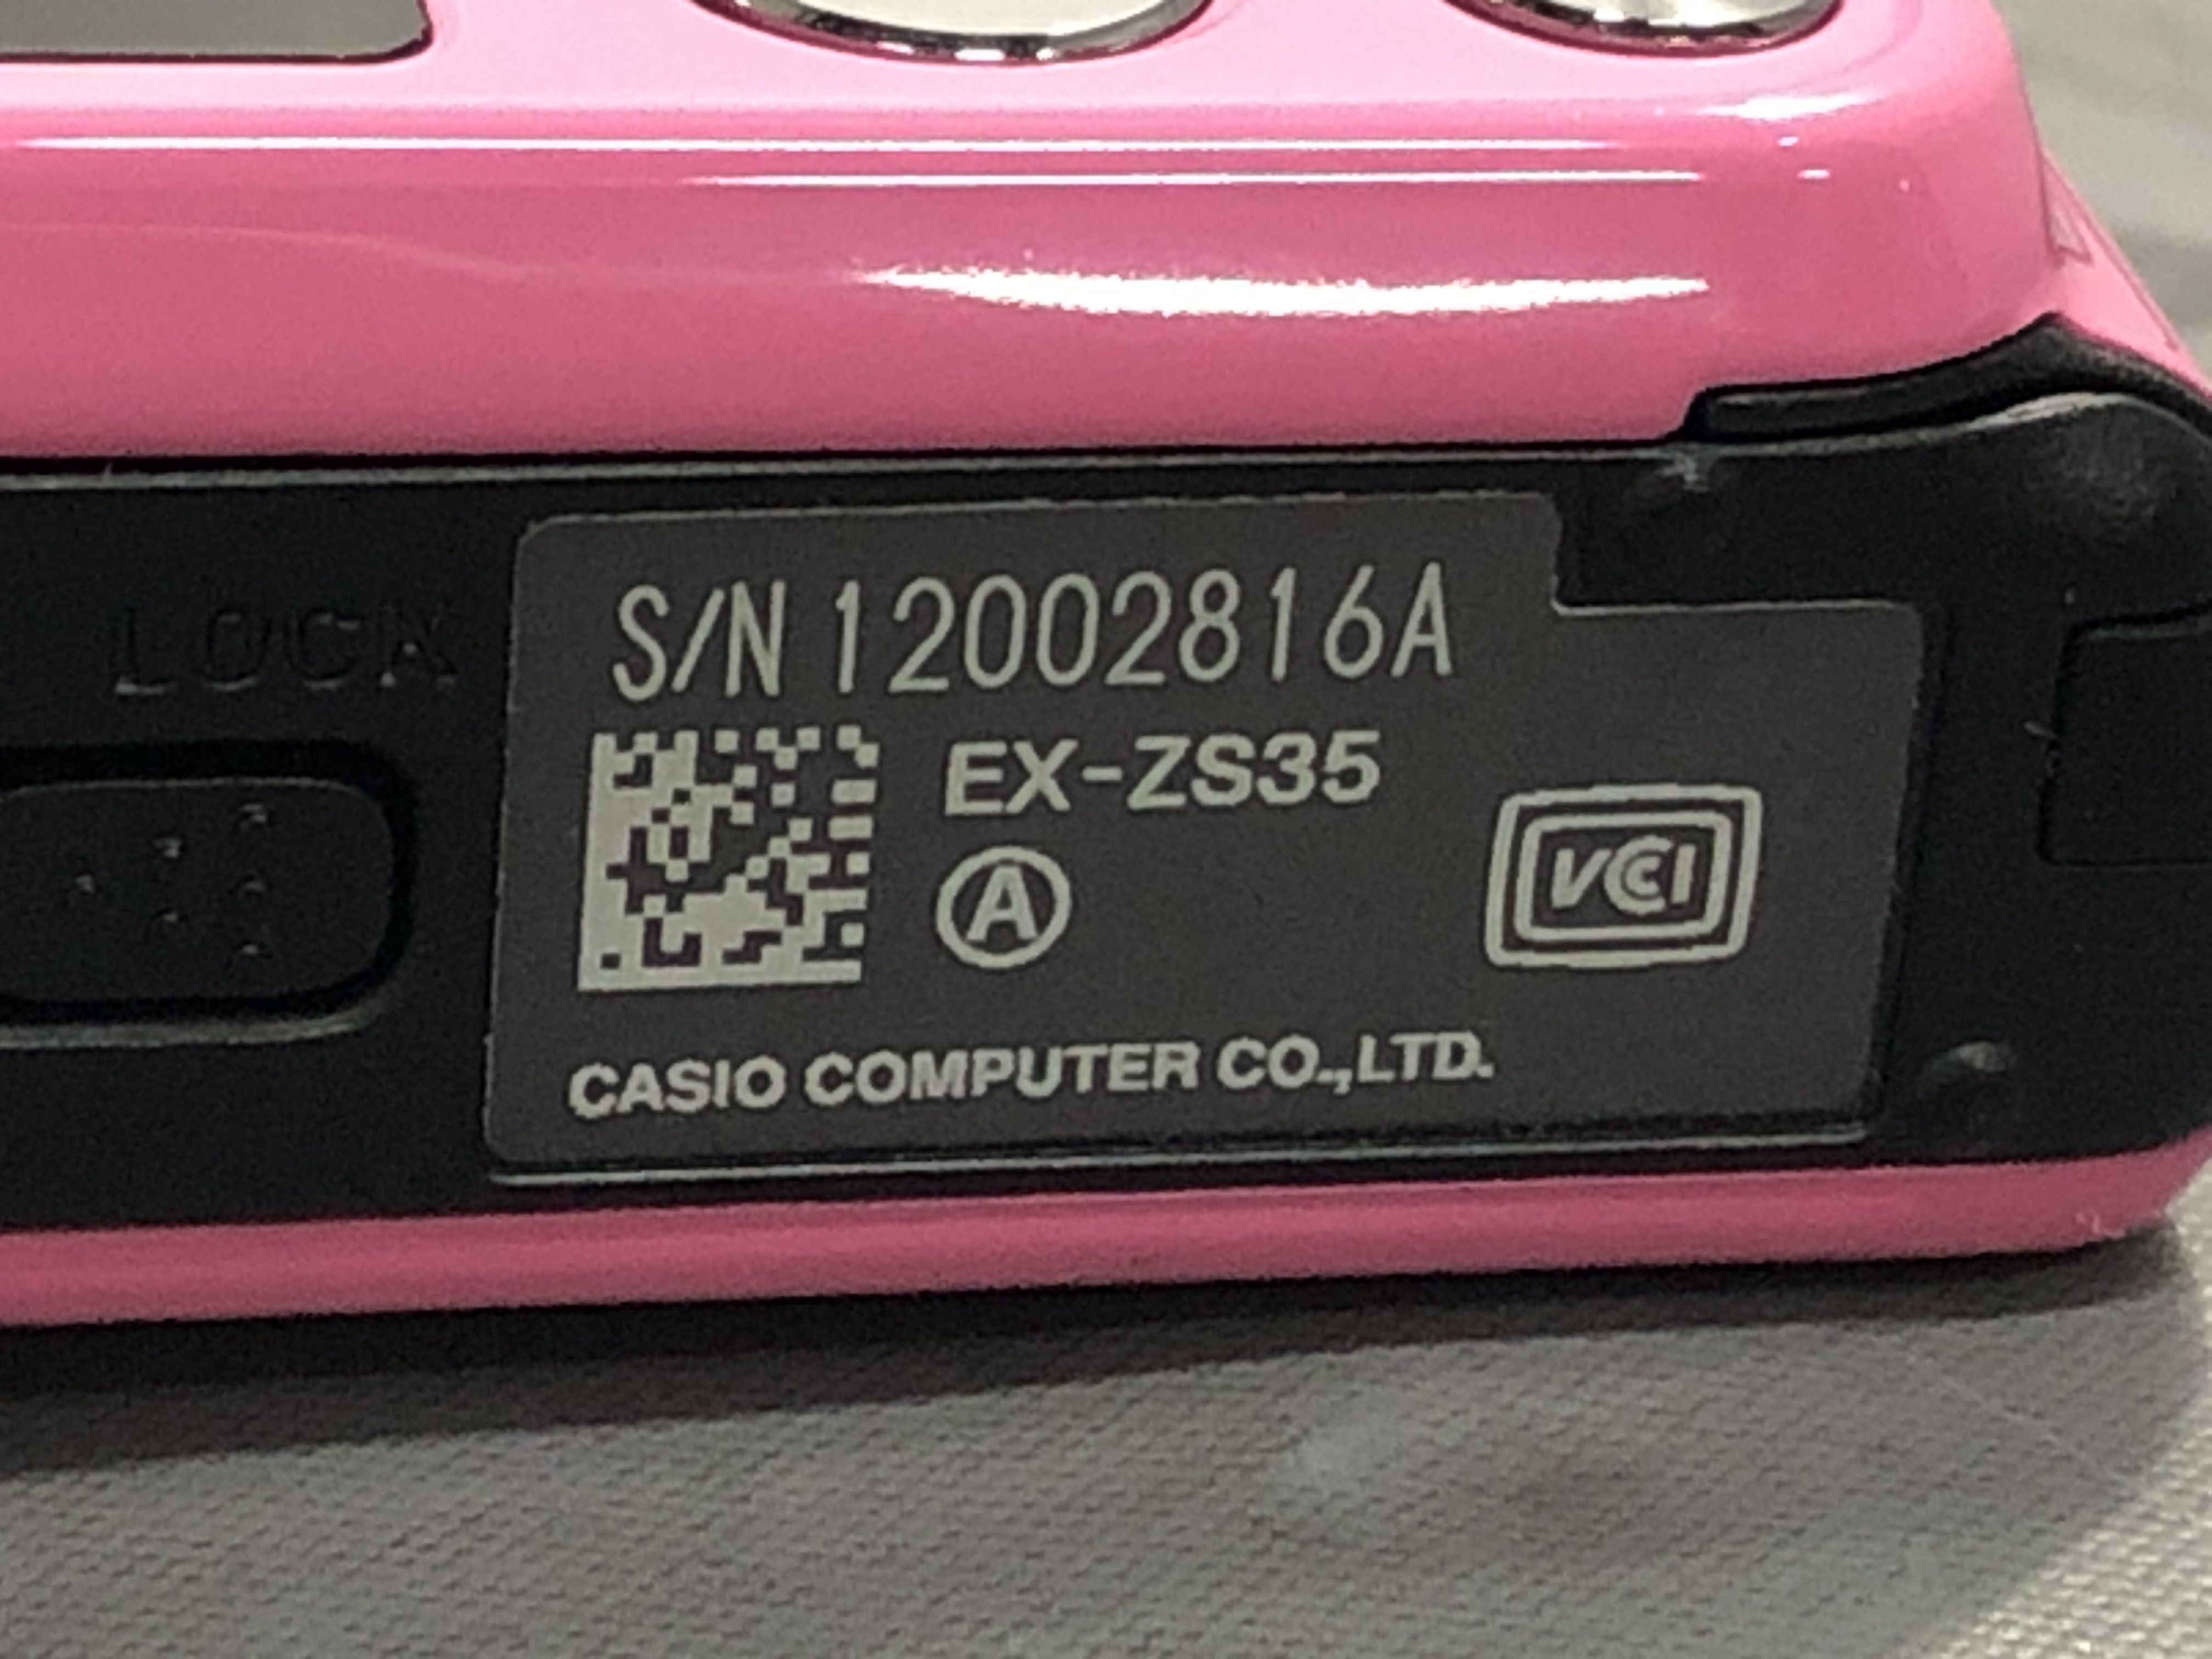 S/N 12002816A
LOCK
EX-ZS35
A
VCI
CASIO COMPUTER CO.,LTD.